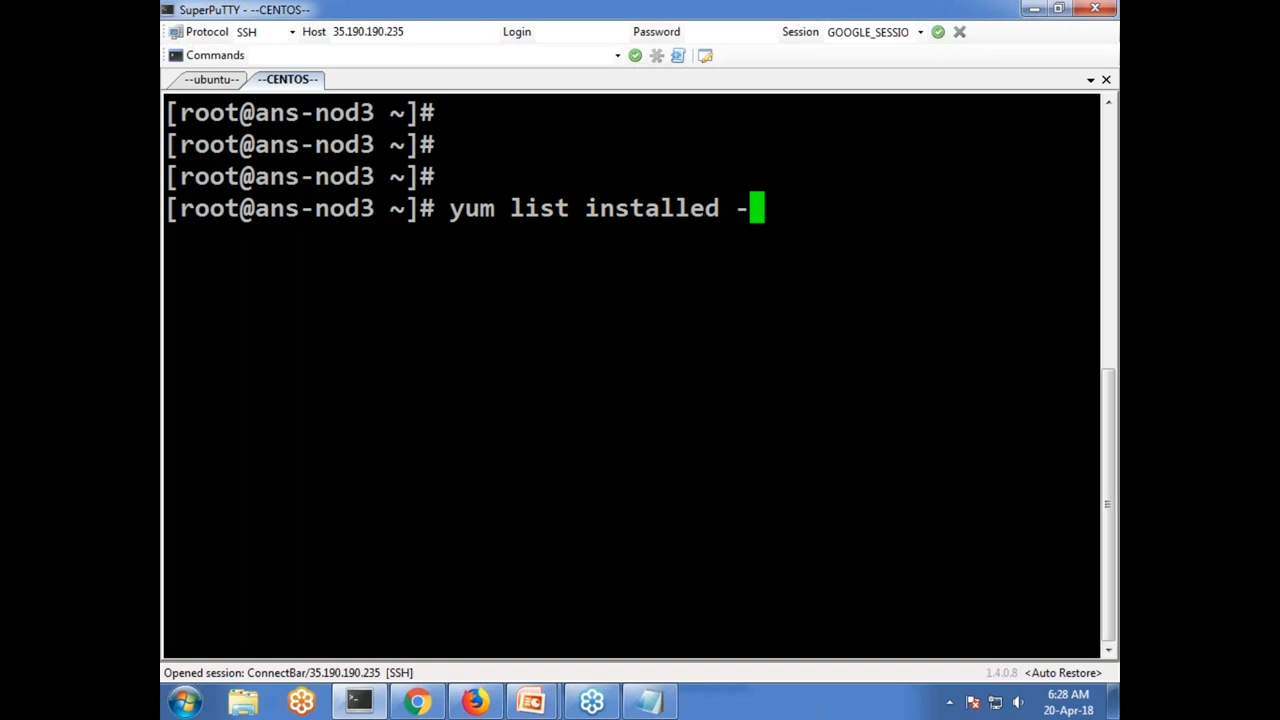 SuperPuTTY - --CENTOS--
Protocol SSH Host 35.190.190.235 Login Password Session GOOGLE_SESSIO
Commands
--ubuntu-- --CENTOS--
[root@ans-nod3 ~]#
[root@ans-nod3 ~]#
[root@ans-nod3 ~]#
[root@ans-nod3 ~]# yum list installed -
Opened session: ConnectBar/35.190.190.235 [SSH] 1.4.0.8 <Auto Restore>
6:28 AM
20-Apr-18